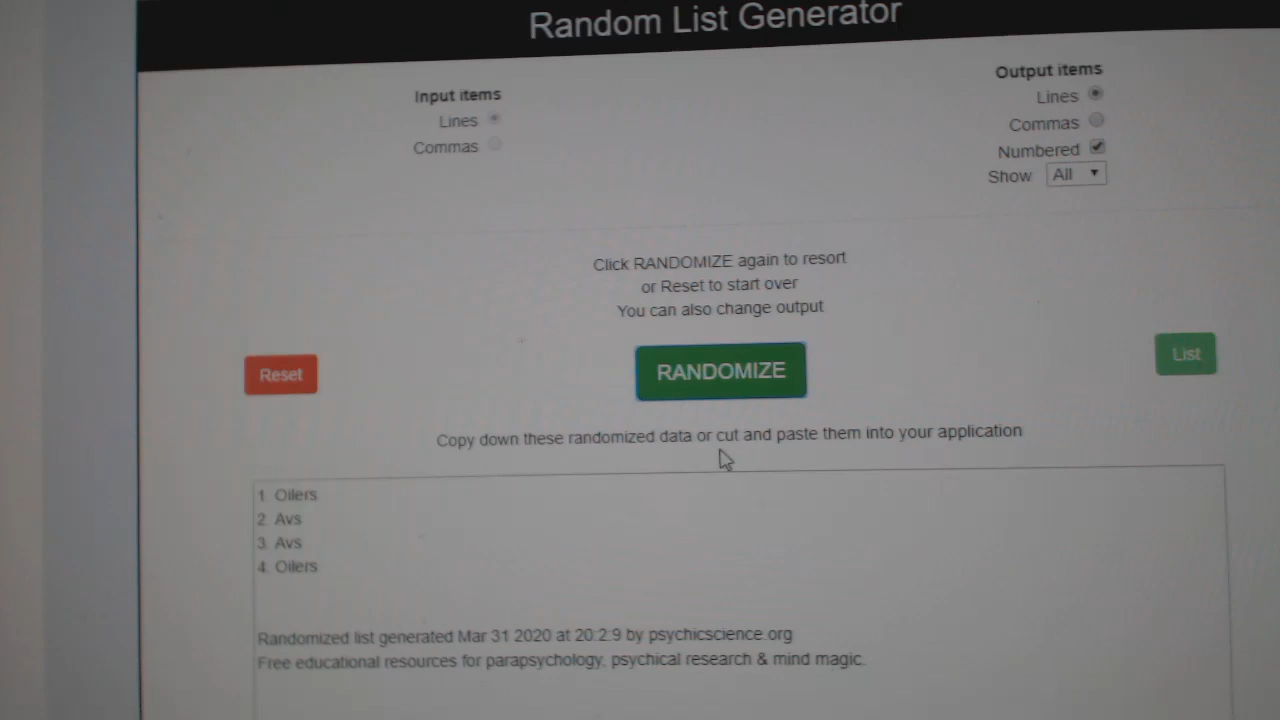 Random List Generator
Input items
Lines
Commas
Output items
Lines
Commas
Numbered
Show All
Click RANDOMIZE again to resort
or Reset to start over
You can also change output
Reset
RANDOMIZE
List
Copy down these randomized data or cut and paste them into your application
1. Oilers
2. Avs
3. Avs
4. Oilers
Randomized list generated Mar 31 2020 at 20:2:9 by psychicscience.org
Free educational resources for parapsychology, psychical research & mind magic.